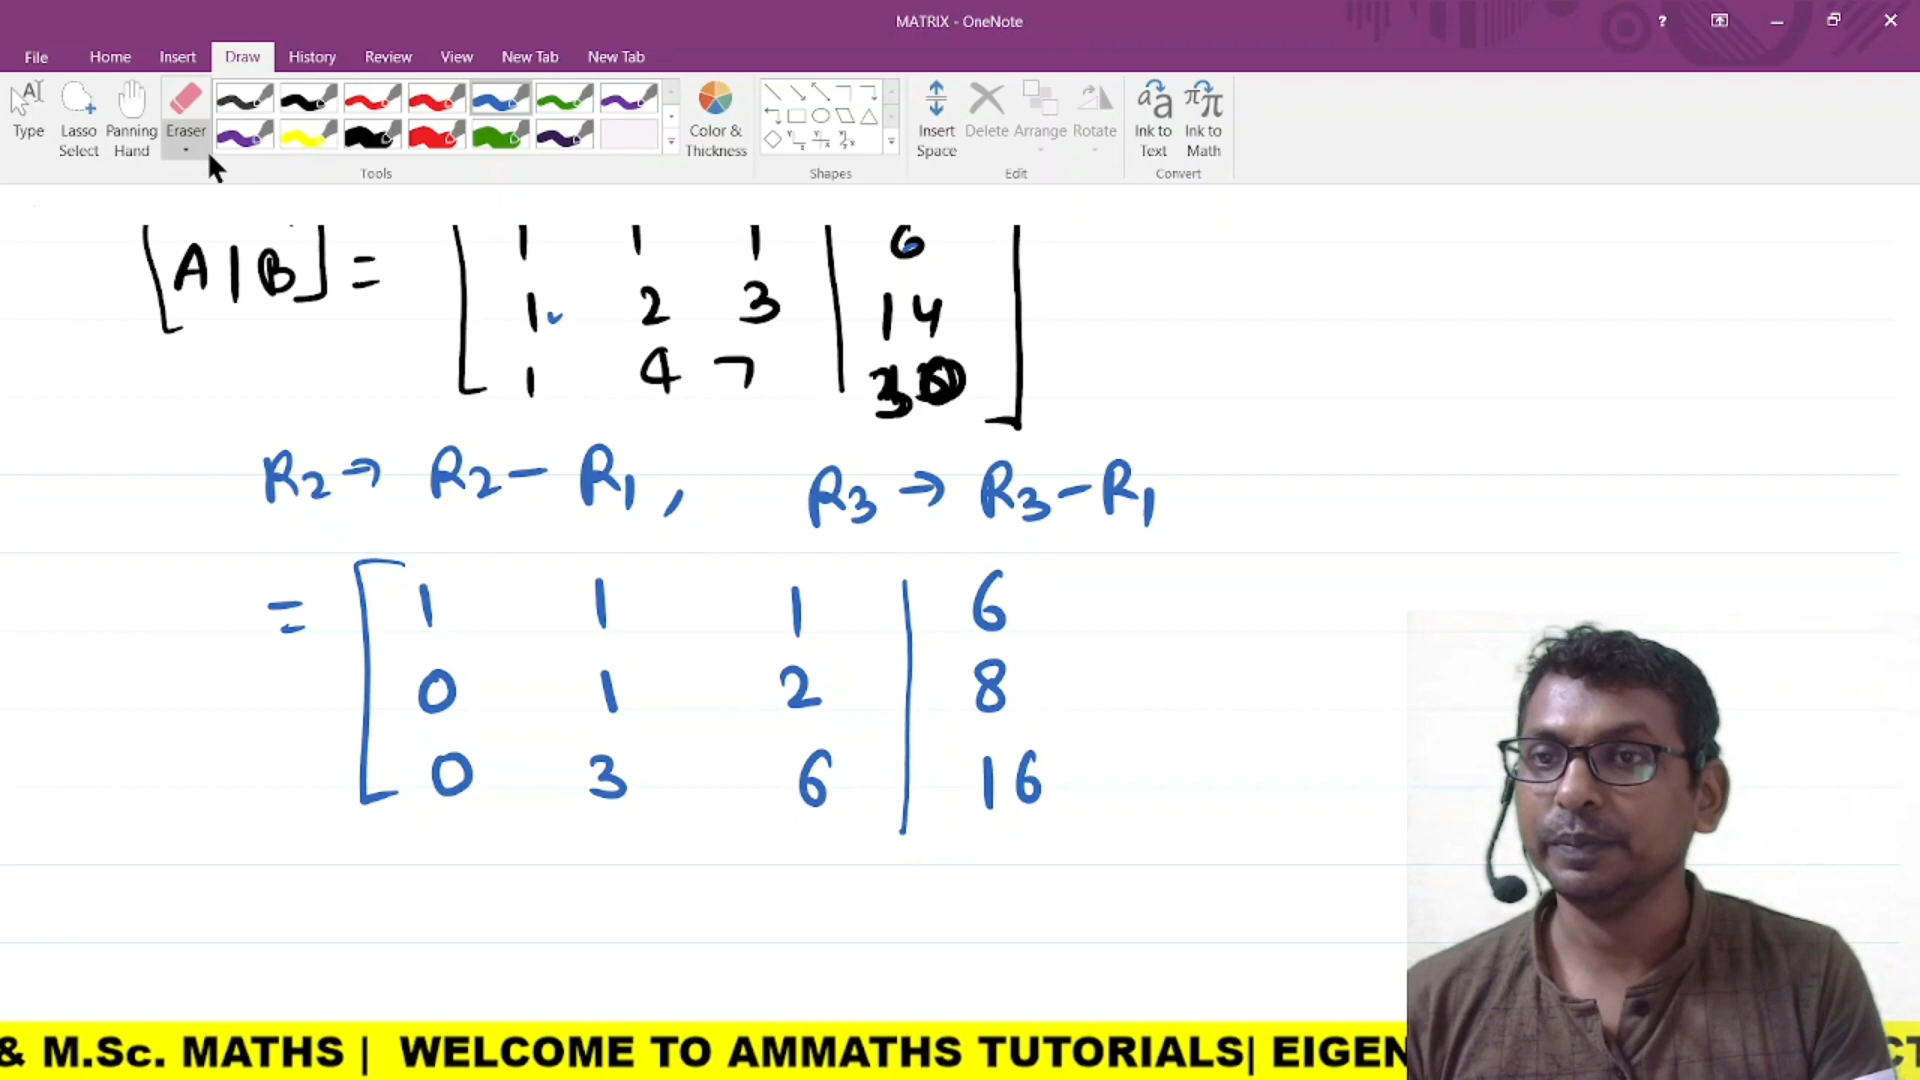 MATRIX - OneNote
?
File Home Insert Draw History Review View New Tab New Tab
Type Lasso Select Panning Hand Eraser Color & Thickness Insert Space Delete Arrange Rotate Ink to Text Ink to Math
Tools Shapes Edit Convert
[A|B] = [ 1 1 1 | 6 ]
1 2 3 | 14
1 4 7 | 30
R2 → R2 - R1, R3 → R3 - R1
= [ 1 1 1 | 6
0 1 2 | 8
0 3 6 | 16
& M.Sc. MATHS | WELCOME TO AMMATHS TUTORIALS| EIGEN
CT